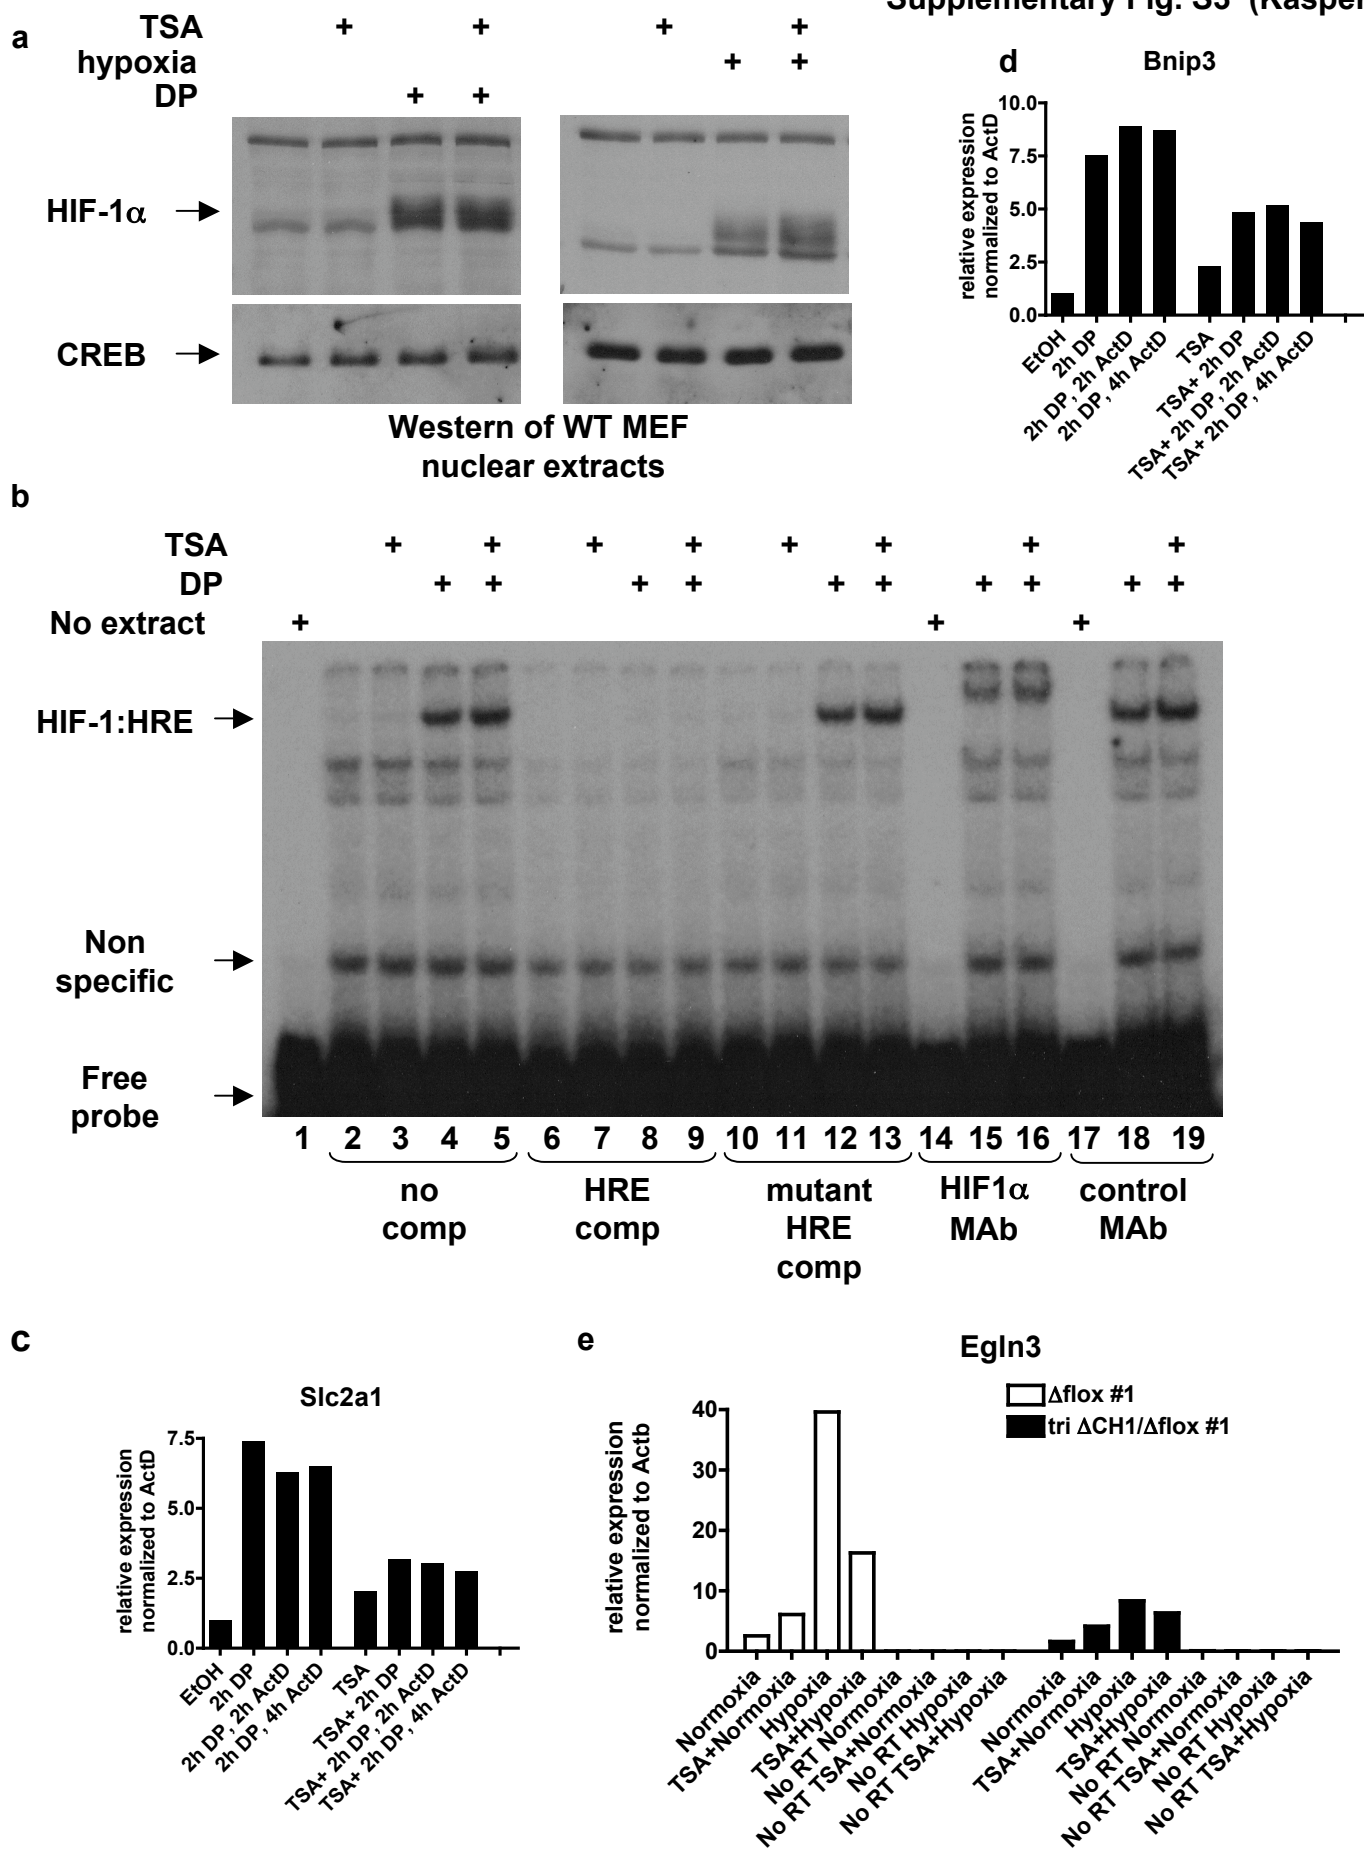 Supplementary Fig. S3 (Kasper
a
TSA + + + +
hypoxia + +
DP + +
HIF-1α
CREB
Western of WT MEF
nuclear extracts
d
Bnip3
relative expression
normalized to ActD
10.0
7.5
5.0
2.5
0.0
EtOH
2h DP
2h DP, 2h ActD
2h DP, 4h ActD
TSA
TSA+ 2h DP
TSA+ 2h DP, 2h ActD
TSA+ 2h DP, 4h ActD
b
TSA + + + + + + + +
DP + + + + + + + + + +
No extract + + +
HIF-1:HRE
Non
specific
Free
probe
1 2 3 4 5 6 7 8 9 10 11 12 13 14 15 16 17 18 19
no
comp
HRE
comp
mutant
HRE
comp
HIF1α
MAb
control
MAb
c
Slc2a1
relative expression
normalized to ActD
7.5
5.0
2.5
0.0
EtOH
2h DP
2h DP, 2h ActD
2h DP, 4h ActD
TSA
TSA+ 2h DP
TSA+ 2h DP, 2h ActD
TSA+ 2h DP, 4h ActD
e
Egln3
Δflox #1
tri ΔCH1/Δflox #1
relative expression
normalized to Actb
40
30
20
10
0
Normoxia
TSA+Normoxia
Hypoxia
TSA+Hypoxia
No RT Normoxia
No RT TSA+Normoxia
No RT Hypoxia
No RT TSA+Hypoxia
Normoxia
TSA+Normoxia
Hypoxia
TSA+Hypoxia
No RT Normoxia
No RT TSA+Normoxia
No RT Hypoxia
No RT TSA+Hypoxia